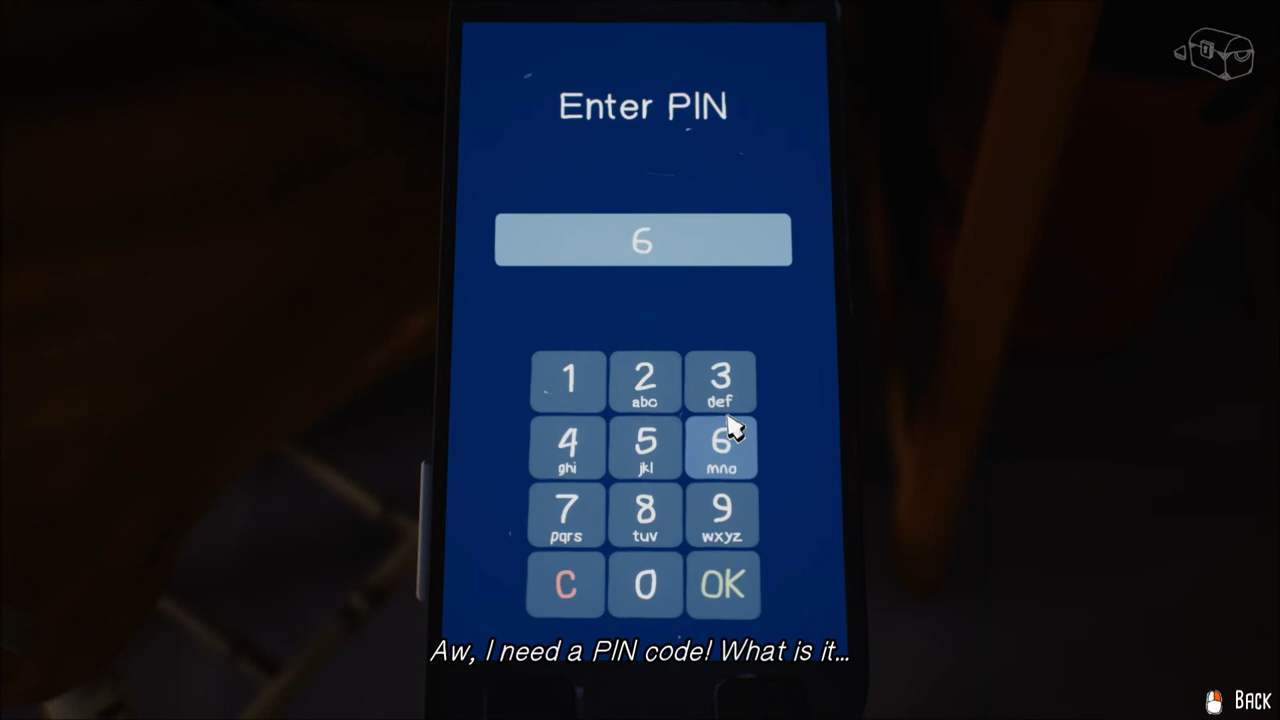 Enter PIN
6
1 2 3
abc def
4 5 6
ghi jkl mno
7 8 9
pqrs tuv wxyz
C 0 OK
Aw, I need a PIN code! What is it...
BACK